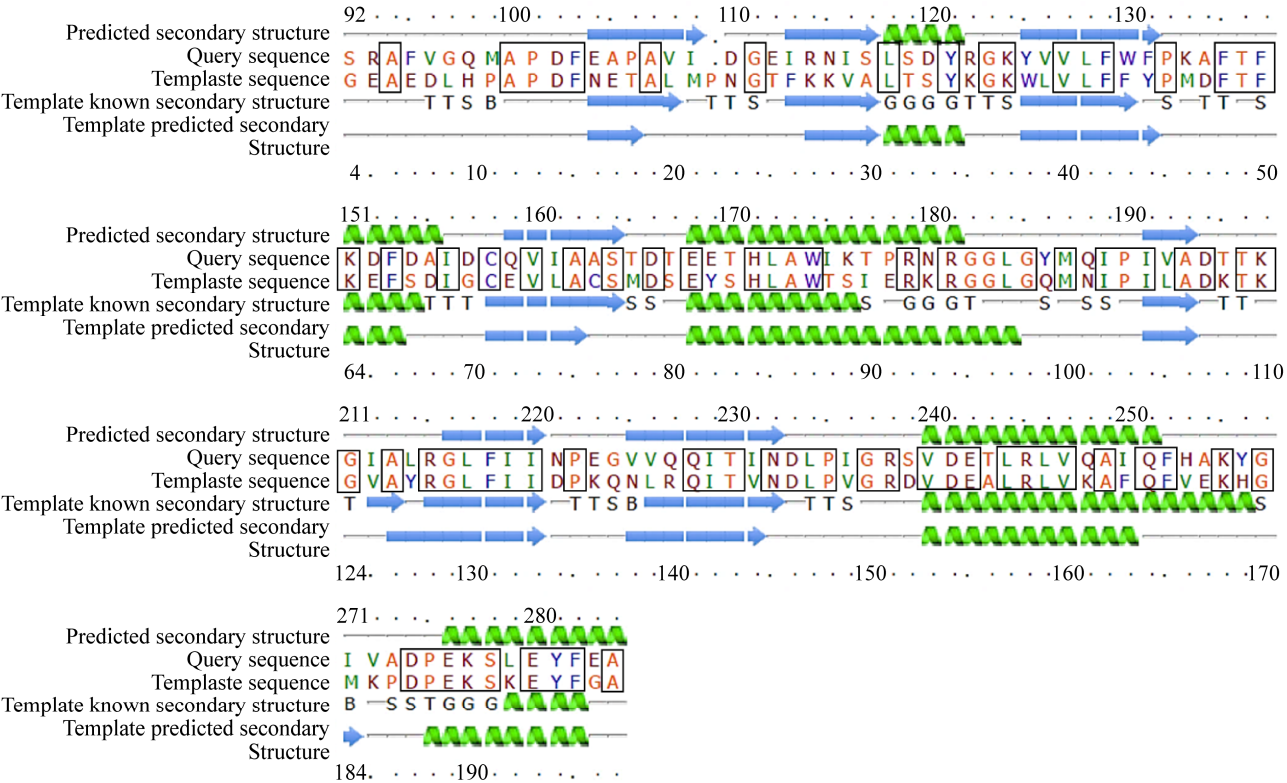 92 . . . . . . . 100 . . . . . . . . . 110 . . . . . . . . . 120 . . . . . . . . . 130 . . . . . . .
Predicted secondary structure
Query sequence S R A F V G Q M A P D F E A P A V I . D G E I R N I S L S D Y R G K Y V V L F W F P K A F T F
Templaste sequence G E A E D L H P A P D F N E T A L M P N G T F K K V A L T S Y K G K W L V L F F Y P M D F T F
Template known secondary structure T T S B T T S G G G G T T S S T T S
Template predicted secondary
Structure
4 . . . . . 10 . . . . . . . . . 20 . . . . . . . . . 30 . . . . . . . . . 40 . . . . . . . . . 50
151 . . . . . . . . 160 . . . . . . . . . 170 . . . . . . . . . 180 . . . . . . . . . 190 . . . . . . .
Predicted secondary structure
Query sequence K D F D A I D C Q V I A A S T D T E E T H L A W I K T P R N R G G L G Y M Q I P I V A D T T K
Templaste sequence K E F S D I G C E V L A C S M D S E Y S H L A W T S I E R K R G G L G Q M N I P I L A D K T K
Template known secondary structure T T T S S S G G G T S S S T T
Template predicted secondary
Structure
64 . . . . . 70 . . . . . . . . . 80 . . . . . . . . . 90 . . . . . . . . . 100 . . . . . . . . . 110
211 . . . . . . . . 220 . . . . . . . . . 230 . . . . . . . . . 240 . . . . . . . . . 250 . . . . . . .
Predicted secondary structure
Query sequence G I A L R G L F I I N P E G V V Q Q I T I N D L P I G R S V D E T L R L V Q A I Q F H A K Y G
Templaste sequence G V A Y R G L F I I D P K Q N L R Q I T V N D L P V G R D V D E A L R L V K A F Q F V E K H G
Template known secondary structure T T T S B T T S S
Template predicted secondary
Structure
124 . . . . . 130 . . . . . . . . . 140 . . . . . . . . . 150 . . . . . . . . . 160 . . . . . . . . . 170
271 . . . . . . . . 280 . . . .
Predicted secondary structure
Query sequence I V A D P E K S L E Y F E A
Templaste sequence M K P D P E K S K E Y F G A
Template known secondary structure B S S T G G G
Template predicted secondary
Structure
184 . . . . . 190 . . . . . . .